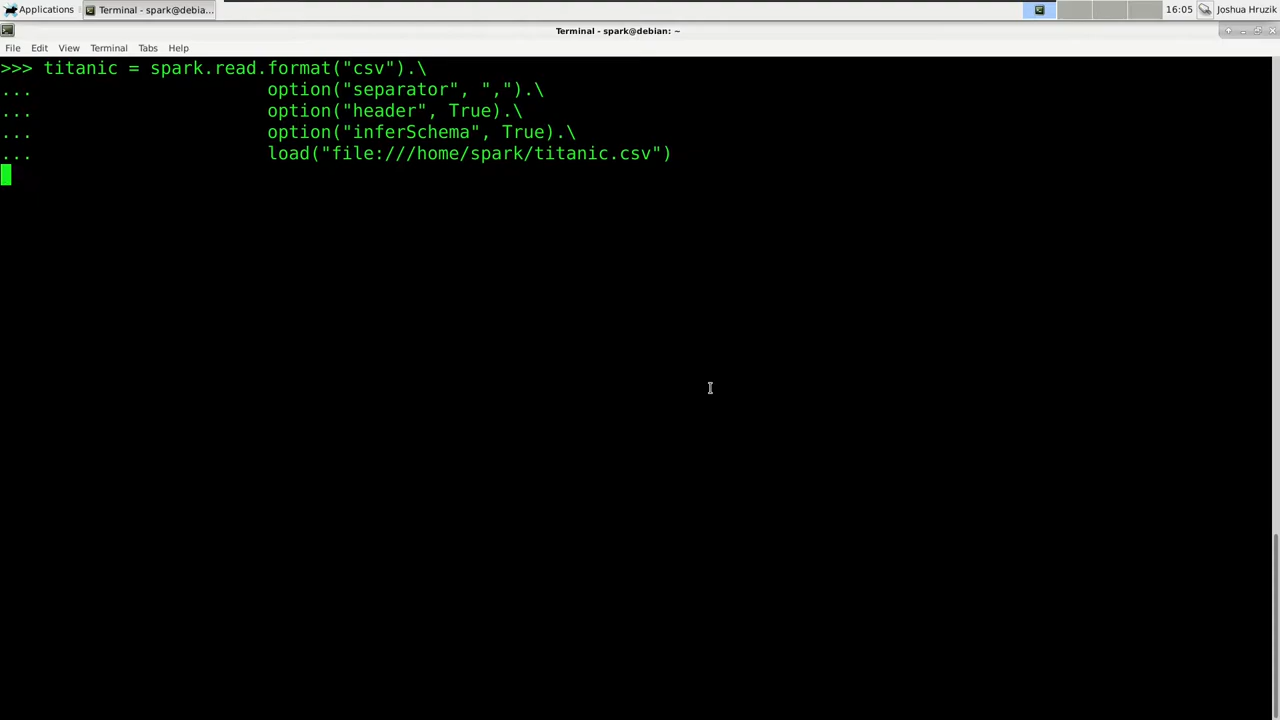 Applications
Terminal - spark@debia...
16:05
Joshua Hruzik
Terminal - spark@debian: ~
File Edit View Terminal Tabs Help
>>> titanic = spark.read.format("csv").\
...                      option("separator", ",").\
...                      option("header", True).\
...                      option("inferSchema", True).\
...                      load("file:///home/spark/titanic.csv")